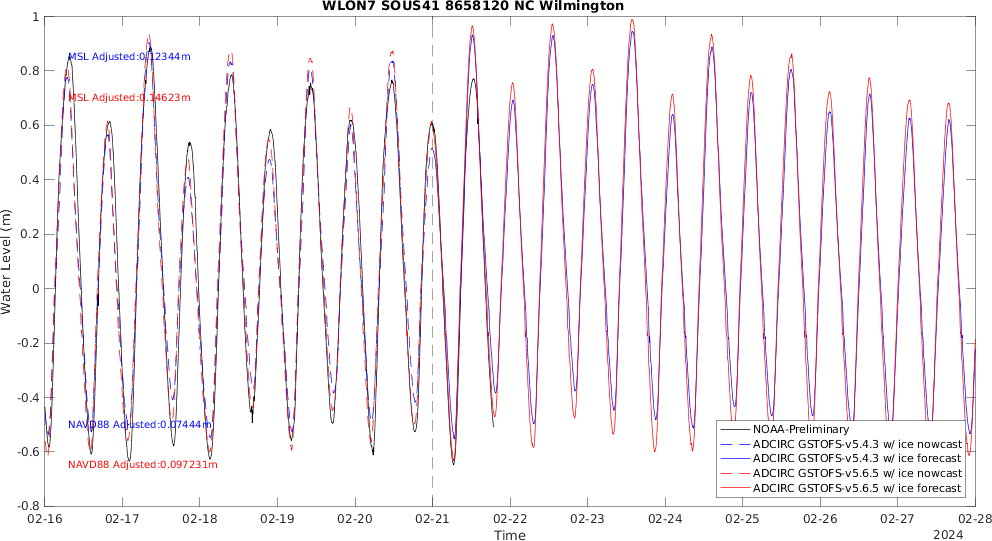 WLON7 SOUS41 8658120 NC Wilmington
1
0.8
0.6
0.4
0.2
0
-0.2
-0.4
-0.6
-0.8
Water Level (m)
MSL Adjusted:0.12344m
MSL Adjusted:0.14623m
NAVD88 Adjusted:0.07444m
NAVD88 Adjusted:0.097231m
NOAA-Preliminary
ADCIRC GSTOFS-v5.4.3 w/ ice nowcast
ADCIRC GSTOFS-v5.4.3 w/ ice forecast
ADCIRC GSTOFS-v5.6.5 w/ ice nowcast
ADCIRC GSTOFS-v5.6.5 w/ ice forecast
02-16 02-17 02-18 02-19 02-20 02-21 02-22 02-23 02-24 02-25 02-26 02-27 02-28
Time
2024